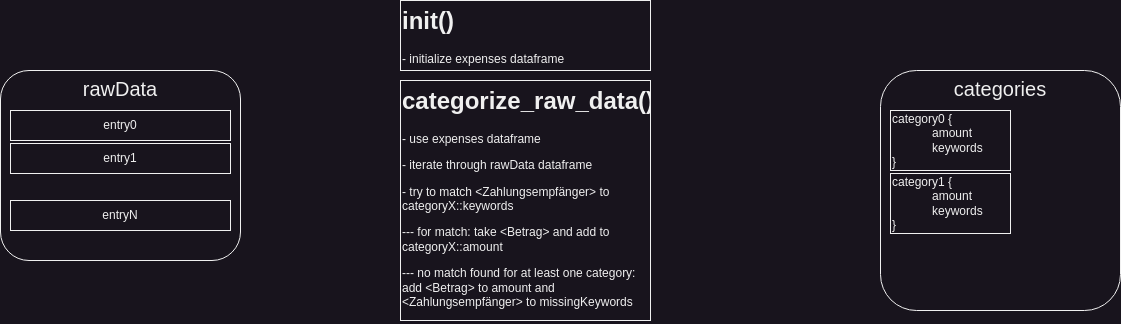 init()
- initialize expenses dataframe
rawData
entry0
entry1
entryN
categorize_raw_data()
- use expenses dataframe
- iterate through rawData dataframe
- try to match <Zahlungsempfänger> to
categoryX::keywords
--- for match: take <Betrag> and add to
categoryX::amount
--- no match found for at least one category:
add <Betrag> to amount and
<Zahlungsempfänger> to missingKeywords
categories
category0 {
amount
keywords
}
category1 {
amount
keywords
}